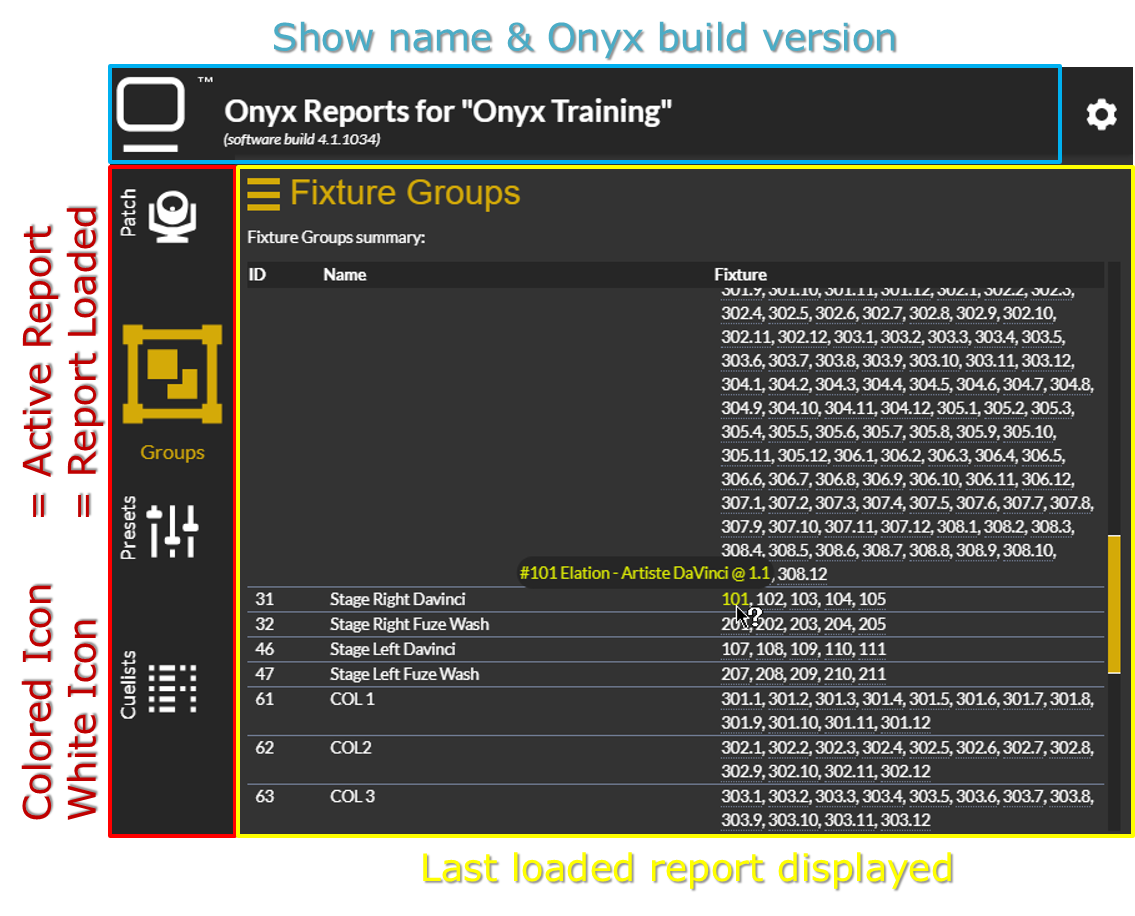 Show name & Onyx build version
™
Onyx Reports for "Onyx Training"
(software build 4.1.1034)
Colored Icon = Active Report
White Icon = Report Loaded
Patch
Groups
Presets
Cuelists
Fixture Groups
Fixture Groups summary:
ID Name Fixture
301.9, 301.10, 301.11, 301.12, 302.1, 302.2, 302.3,
302.4, 302.5, 302.6, 302.7, 302.8, 302.9, 302.10,
302.11, 302.12, 303.1, 303.2, 303.3, 303.4, 303.5,
303.6, 303.7, 303.8, 303.9, 303.10, 303.11, 303.12,
304.1, 304.2, 304.3, 304.4, 304.5, 304.6, 304.7, 304.8,
304.9, 304.10, 304.11, 304.12, 305.1, 305.2, 305.3,
305.4, 305.5, 305.6, 305.7, 305.8, 305.9, 305.10,
305.11, 305.12, 306.1, 306.2, 306.3, 306.4, 306.5,
306.6, 306.7, 306.8, 306.9, 306.10, 306.11, 306.12,
307.1, 307.2, 307.3, 307.4, 307.5, 307.6, 307.7, 307.8,
307.9, 307.10, 307.11, 307.12, 308.1, 308.2, 308.3,
308.4, 308.5, 308.6, 308.7, 308.8, 308.9, 308.10,
#101 Elation - Artiste DaVinci @ 1.1, 308.12
31 Stage Right Davinci 101, 102, 103, 104, 105
32 Stage Right Fuze Wash 201, 202, 203, 204, 205
46 Stage Left Davinci 107, 108, 109, 110, 111
47 Stage Left Fuze Wash 207, 208, 209, 210, 211
61 COL 1 301.1, 301.2, 301.3, 301.4, 301.5, 301.6, 301.7, 301.8,
301.9, 301.10, 301.11, 301.12
62 COL2 302.1, 302.2, 302.3, 302.4, 302.5, 302.6, 302.7, 302.8,
302.9, 302.10, 302.11, 302.12
63 COL 3 303.1, 303.2, 303.3, 303.4, 303.5, 303.6, 303.7, 303.8,
303.9, 303.10, 303.11, 303.12
Last loaded report displayed